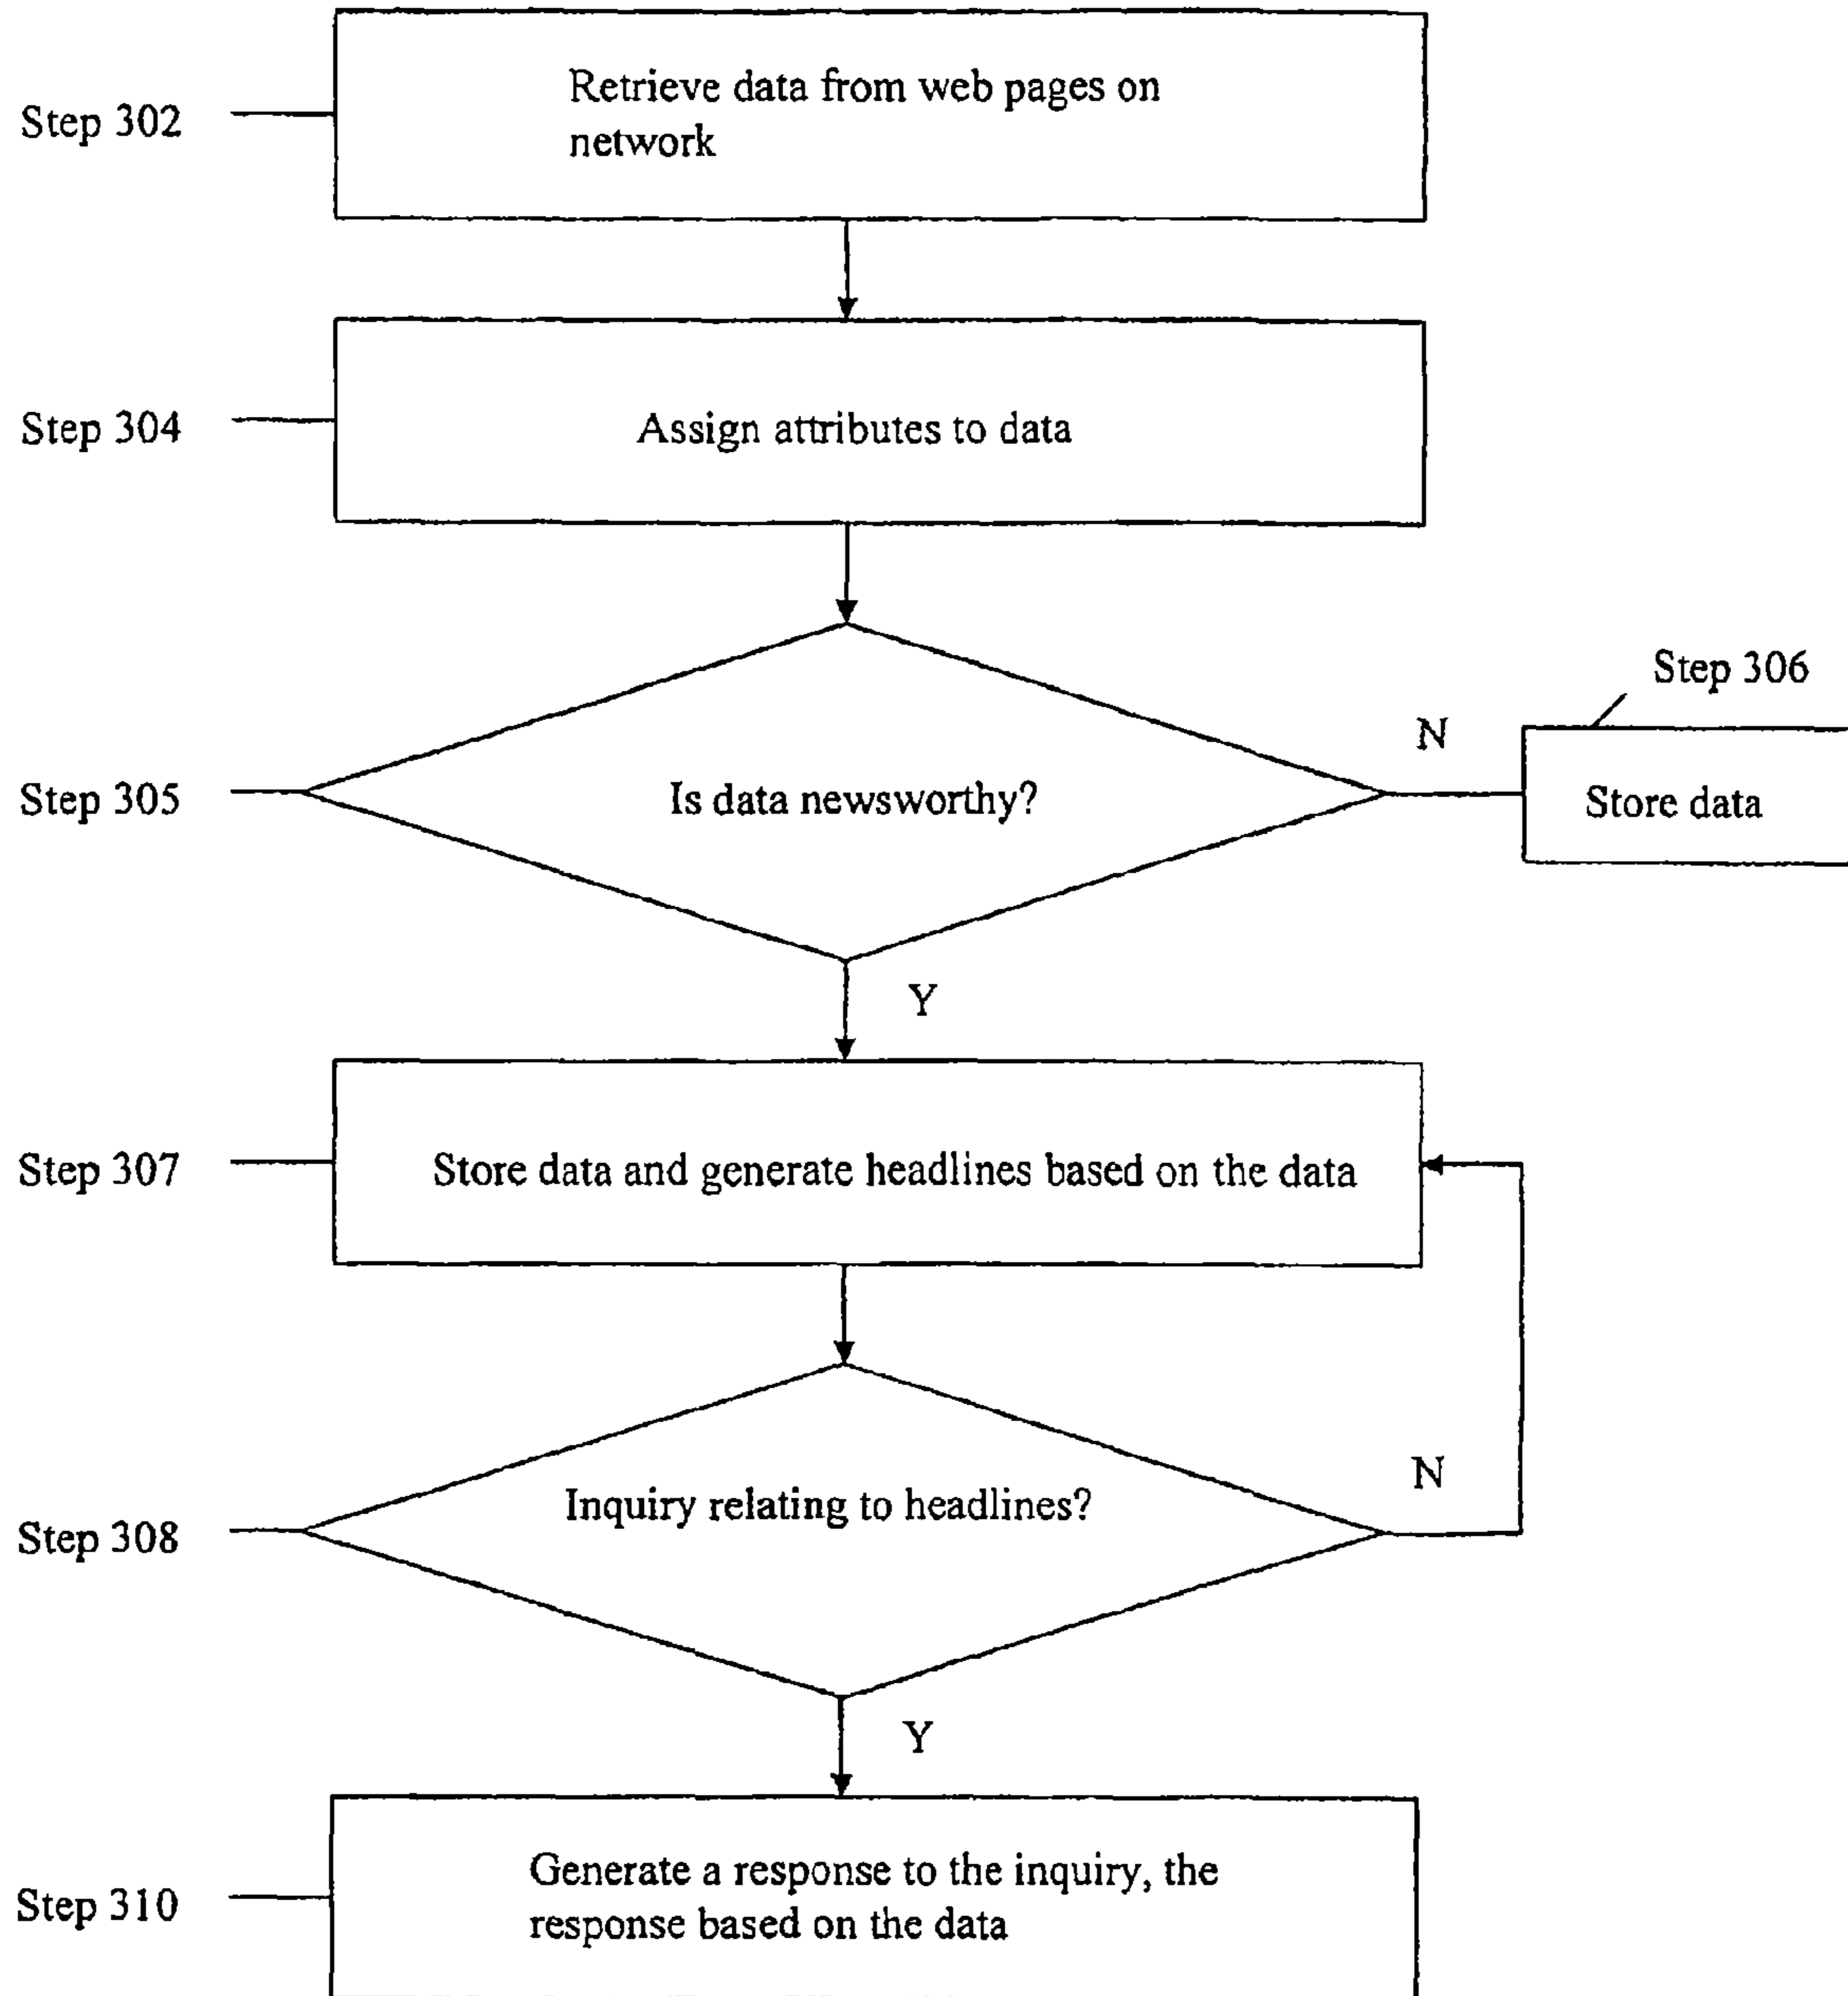 Step 302
Retrieve data from web pages on
network
Step 304
Assign attributes to data
Step 305
Is data newsworthy?
N
Step 306
Store data
Y
Step 307
Store data and generate headlines based on the data
Step 308
Inquiry relating to headlines?
N
Y
Step 310
Generate a response to the inquiry, the
response based on the data